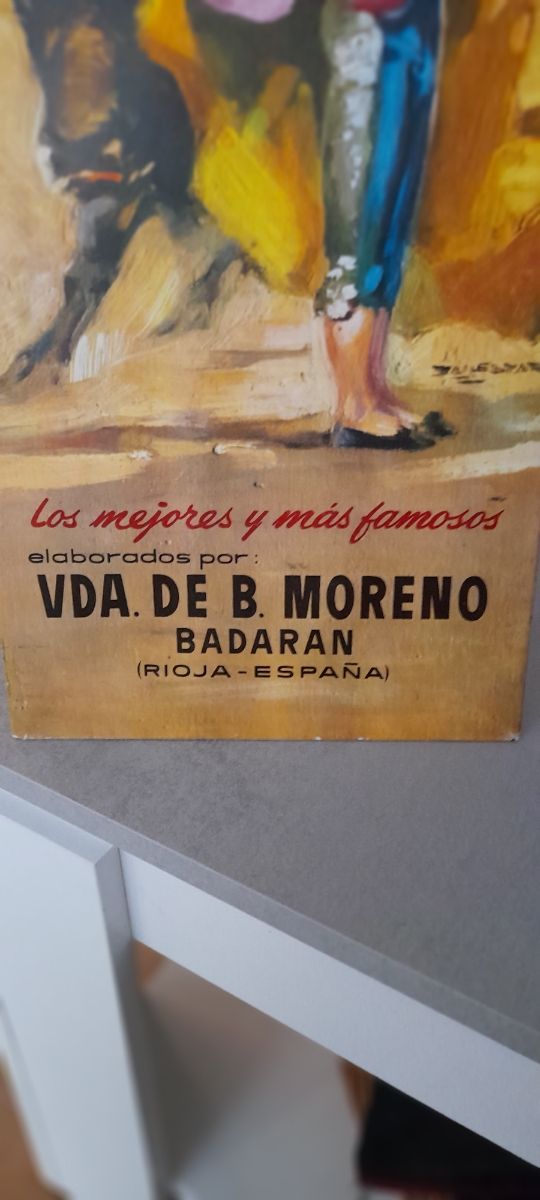 los mejores y más famosos
elaborados por:
VDA. DE B. MORENO
BADARAN
(RIOJA-ESPAÑA)